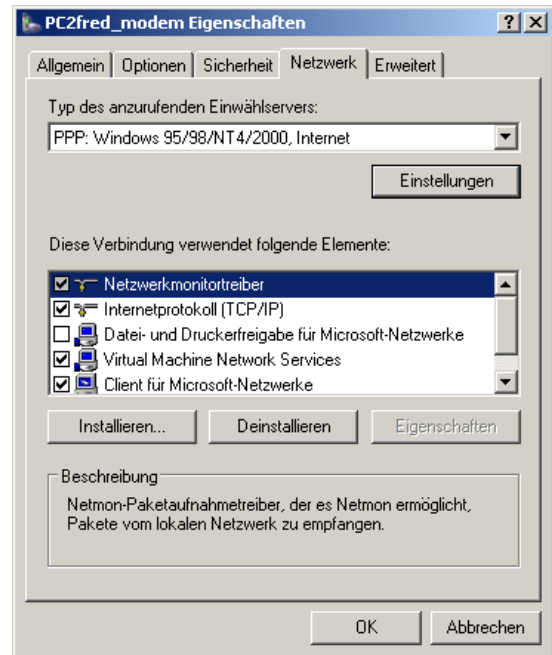 PC2fred_modem Eigenschaften
Allgemein Optionen Sicherheit Netzwerk Erweitert
Typ des anzurufenden Einwählservers:
PPP: Windows 95/98/NT4/2000, Internet
Einstellungen
Diese Verbindung verwendet folgende Elemente:
Netzwerkmonitortreiber
Internetprotokoll (TCP/IP)
Datei- und Druckerfreigabe für Microsoft-Netzwerke
Virtual Machine Network Services
Client für Microsoft-Netzwerke
Installieren... Deinstallieren Eigenschaften
Beschreibung
Netmon-Paketaufnahmetreiber, der es Netmon ermöglicht,
Pakete vom lokalen Netzwerk zu empfangen.
OK Abbrechen